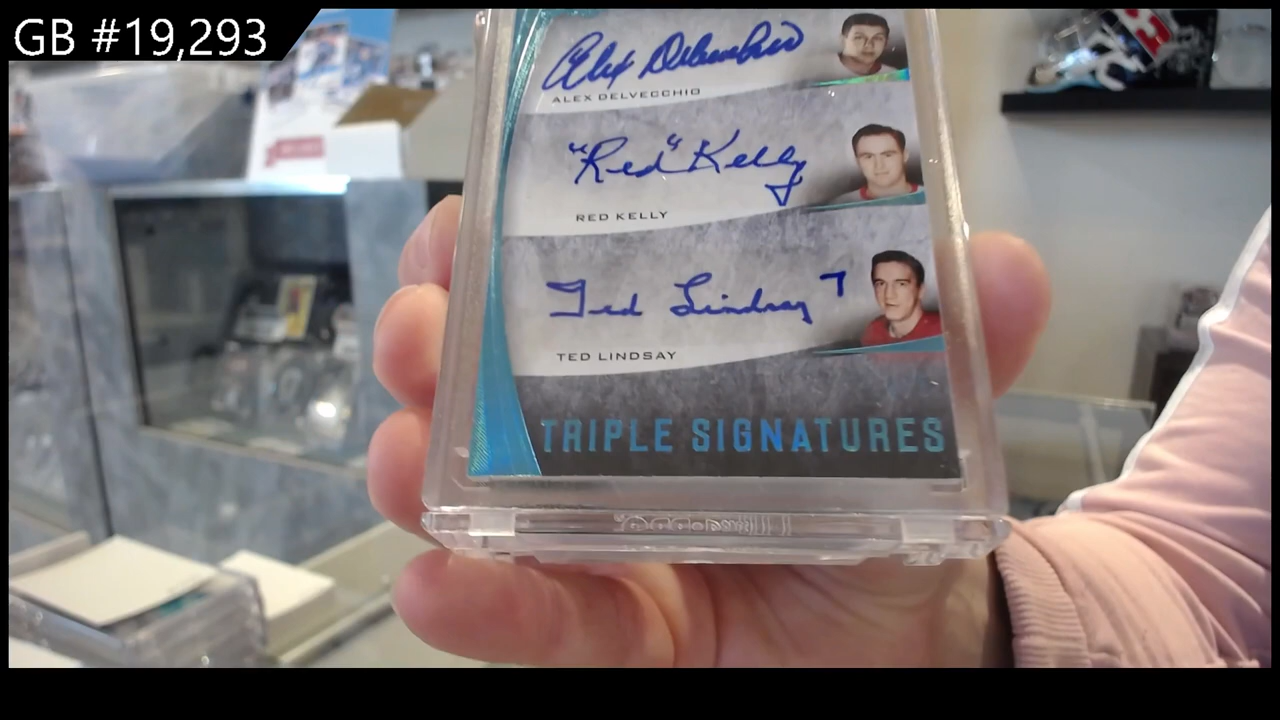 GB #19,293
Alex Delvecchio
ALEX DELVECCHIO
"Red" Kelly
RED KELLY
Ted Lindsay 7
TED LINDSAY
TRIPLE SIGNATURES